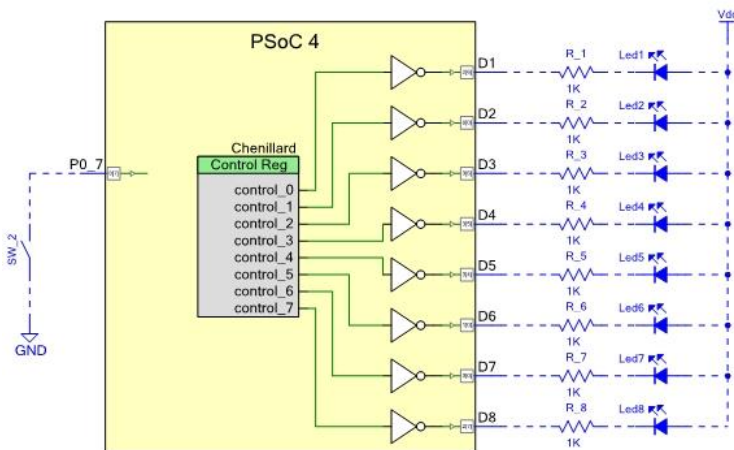 PSoC 4
Vdd
D1
R_1
Led1
1K
D2
R_2
Led2
1K
Chenillard
Control Reg
P0_7
D3
R_3
Led3
1K
control_0
control_1
control_2
control_3
control_4
control_5
control_6
control_7
D4
R_4
Led4
1K
SW_2
D5
R_5
Led5
1K
D6
R_6
Led6
1K
GND
D7
R_7
Led7
1K
D8
R_8
Led8
1K